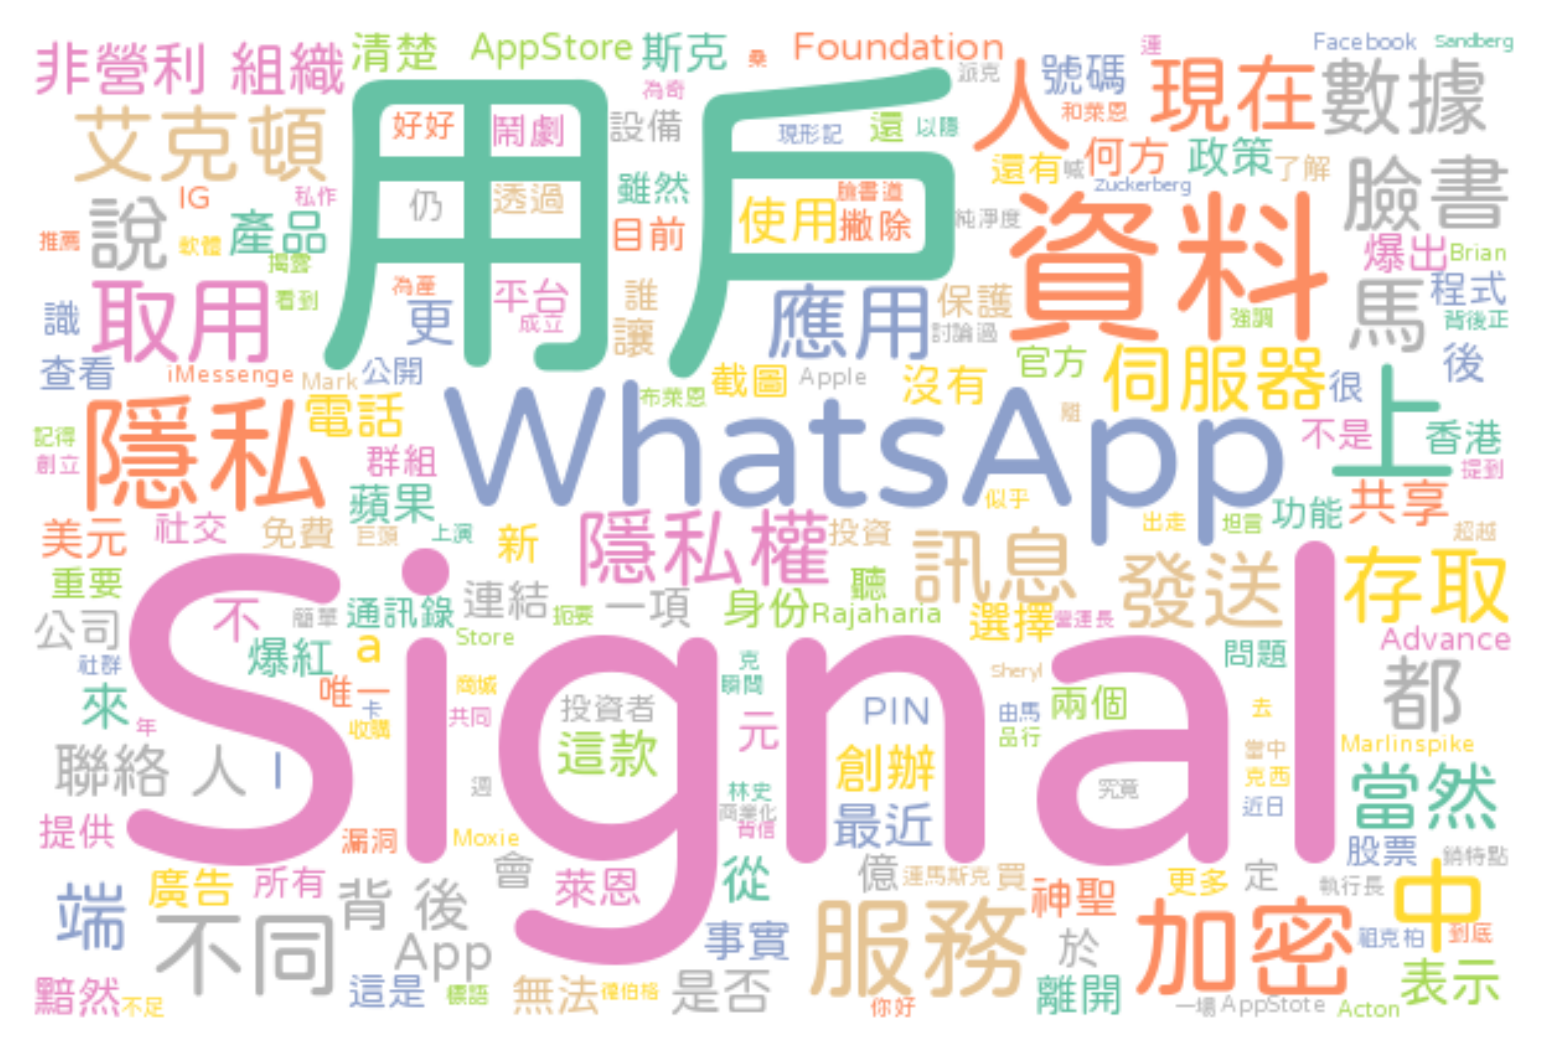 非營利 組織 清楚 AppStore 斯克 桑 Foundation 運 Facebook Sandberg
艾克頓 好好 鬧劇 為奇 設備 派克 人 號碼 現在 數據
用戶 現形記 還 以隱 和萊恩 何方 政策 了解
說 IG 私作 產品 仍 透過 雖然 還有 喊 Zuckerberg 臉書
推薦 軟體 揭露 目前 使用 臉書道 撇除 純淨度 資料 爆出 Brian
取用 看到 為產 平台 成立 誰 應用 保護 討論過 強調 馬 程式 背後正
識 更 讓 官方 伺服器 很 後
查看 iMessenge Mark 公開 布萊恩 截圖 Apple 沒有 離
隱私 電話 WhatsApp 不是 上 香港
記得 創立 群組 蘋果 似乎 共享 提到
美元 社交 免費 巨頭 上演 新 隱私權 投資 訊息 出走 坦言 功能 超越
重要 聽 發送 存取
公司 不 簡單 通訊錄 連結 扼要 一項 身份 Rajaharia 選擇 營運長
社群 爆紅 a Store Signal 克 Sheryl 問題 Advance
來 年 唯一 卡 收購 商城 共同 投資者 瞬間 PIN 由馬 兩個 去 都
聯絡 人 I 這款 元 創辦 品行 當中 Marlinspike
週 林史 究竟 克西 當然
提供 漏洞 Moxie 商業化 背信 最近 近日 股票 銷特點
端 廣告 所有 背 後 會 萊恩 從 億 連馬斯克 買 神聖 更多 定 執行長 中
不同 App 事實 服務 於 加密 祖克柏 到底
黯然 不足 這是 標語 無法 德伯格 是否 你好 離開 一場 AppStote Acton 表示